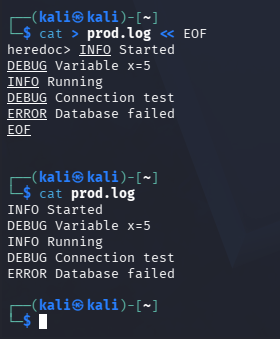 ┌──(kali㉿kali)-[~]
└─$ cat > prod.log << EOF
heredoc> INFO Started
DEBUG Variable x=5
INFO Running
DEBUG Connection test
ERROR Database failed
EOF
┌──(kali㉿kali)-[~]
└─$ cat prod.log
INFO Started
DEBUG Variable x=5
INFO Running
DEBUG Connection test
ERROR Database failed
┌──(kali㉿kali)-[~]
└─$